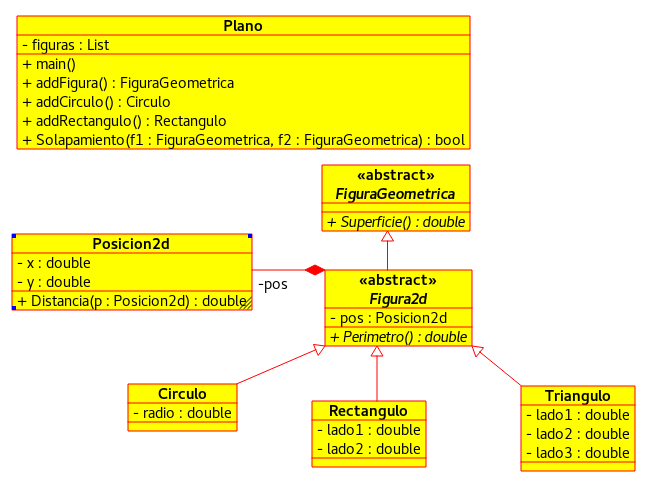 Plano
- figuras : List
+ main()
+ addFigura() : FiguraGeometrica
+ addCirculo() : Circulo
+ addRectangulo() : Rectangulo
+ Solapamiento(f1 : FiguraGeometrica, f2 : FiguraGeometrica) : bool
«abstract»
FiguraGeometrica
+ Superficie() : double
Posicion2d
- x : double
- y : double
+ Distancia(p : Posicion2d) : double
-pos
«abstract»
Figura2d
- pos : Posicion2d
+ Perimetro() : double
Circulo
- radio : double
Rectangulo
- lado1 : double
- lado2 : double
Triangulo
- lado1 : double
- lado2 : double
- lado3 : double